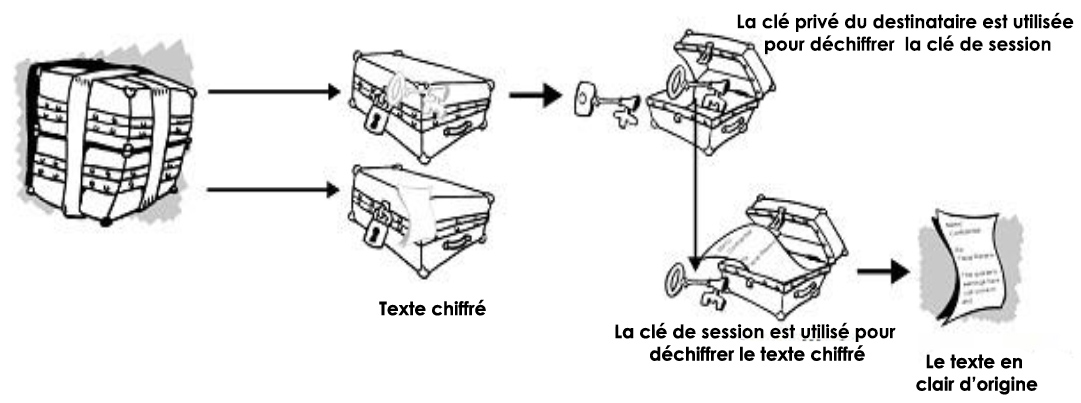 La clé privé du destinataire est utilisée
pour déchiffrer la clé de session
Texte chiffré
La clé de session est utilisé pour
déchiffrer le texte chiffré
Le texte en
clair d'origine